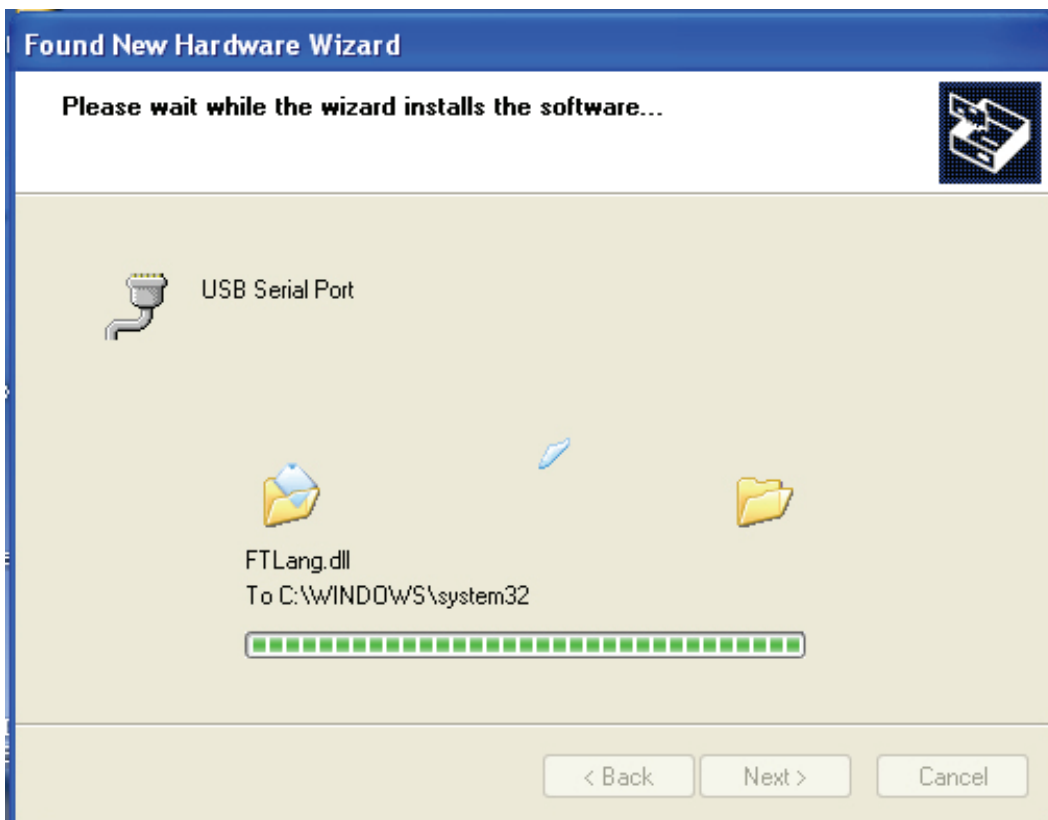 Found New Hardware Wizard
Please wait while the wizard installs the software...
USB Serial Port
FTLang.dll
To C:\WINDOWS\system32
< Back
Next >
Cancel